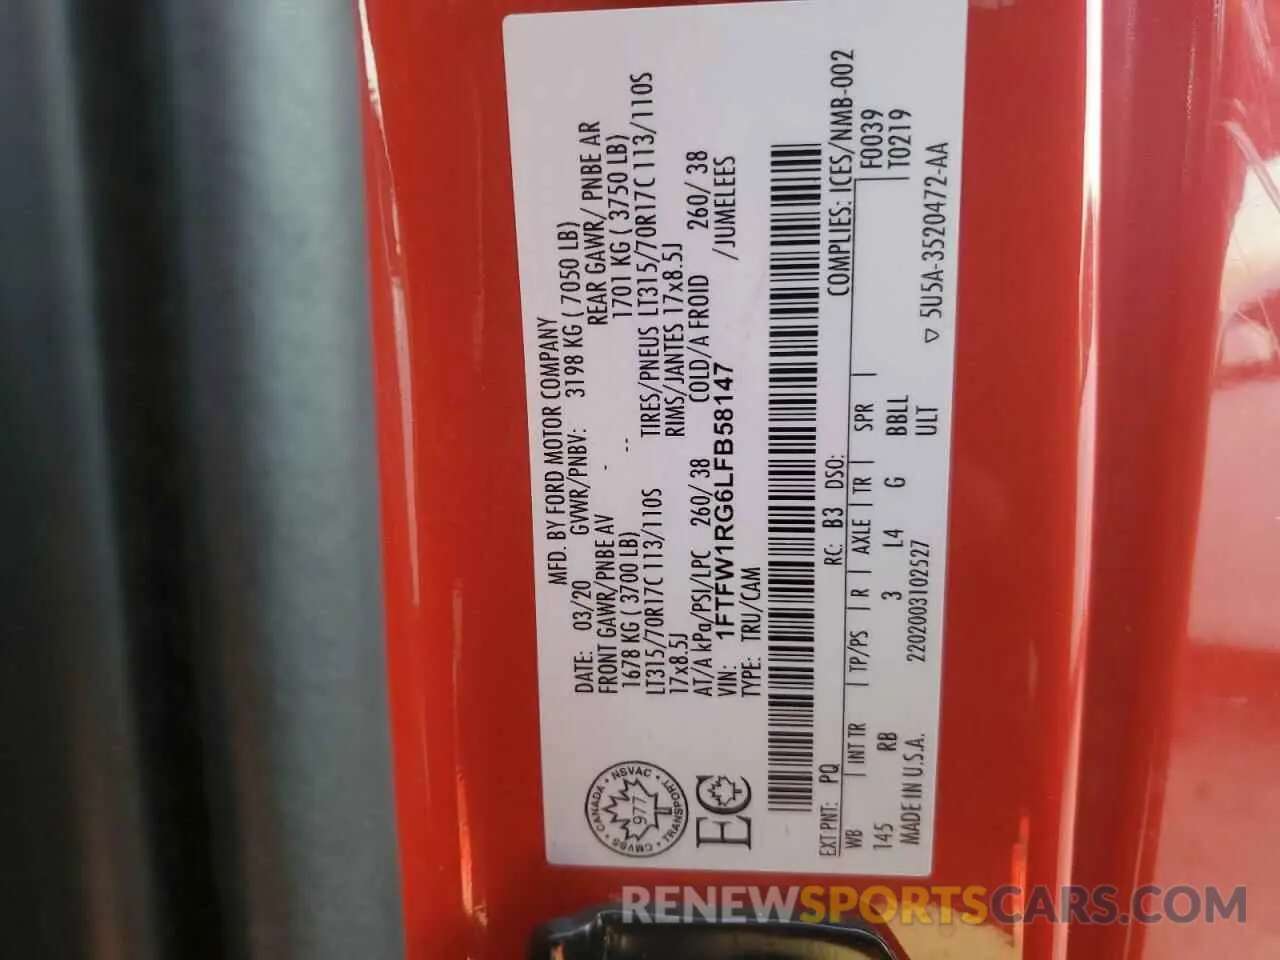 MFD. BY FORD MOTOR COMPANY
DATE: 03/20 GVWR/PNBV: 3198 KG ( 7050 LB)
FRONT GAWR/PNBE AV - REAR GAWR/ PNBE AR
1678 KG ( 3700 LB) -- 1701 KG ( 3750 LB)
LT315/70R17C 113/110S TIRES/PNEUS LT315/70R17C 113/110S
17x8.5J RIMS/JANTES 17x8.5J
AT/A kPa/PSI/LPC 260/ 38 COLD/A FROID 260/ 38
VIN: 1FTFW1RG6LFB58147 /JUMELEES
TYPE: TRU/CAM
CANADA • NSVAC • TRANSPORT • CMVSS •
977
EC
EXT PNT: PQ RC: B3 DSO: COMPLIES: ICES/NMB-002
WB INT TR TP/PS R AXLE TR SPR F0039
145 RB 3 L4 G BBLL T0219
MADE IN U.S.A. 2202003102527 ULT
▽ 5U5A-3520472-AA
RENEWSPORTSCARS.COM